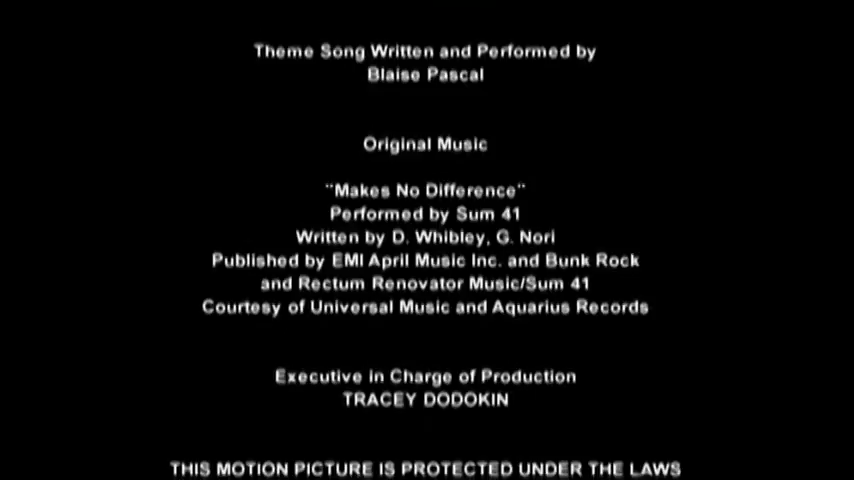 Theme Song Written and Performed by
Blaise Pascal
Original Music
"Makes No Difference"
Performed by Sum 41
Written by D. Whibley, G. Nori
Published by EMI April Music Inc. and Bunk Rock
and Rectum Renovator Music/Sum 41
Courtesy of Universal Music and Aquarius Records
Executive in Charge of Production
TRACEY DODOKIN
THIS MOTION PICTURE IS PROTECTED UNDER THE LAWS